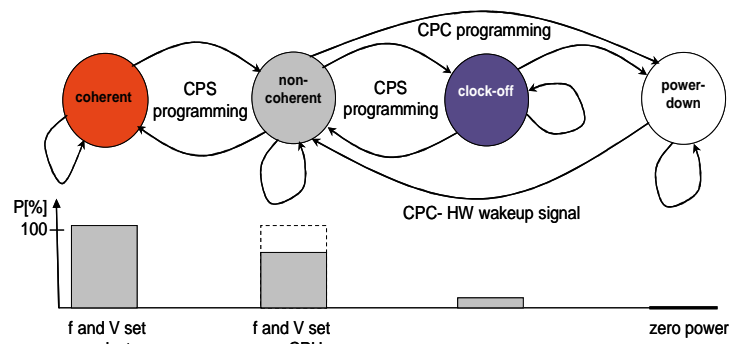 CPC programming
coherent
CPS
programming
non-
coherent
CPS
programming
clock-off
power-
down
CPC- HW wakeup signal
P[%]
100
f and V set
f and V set
zero power